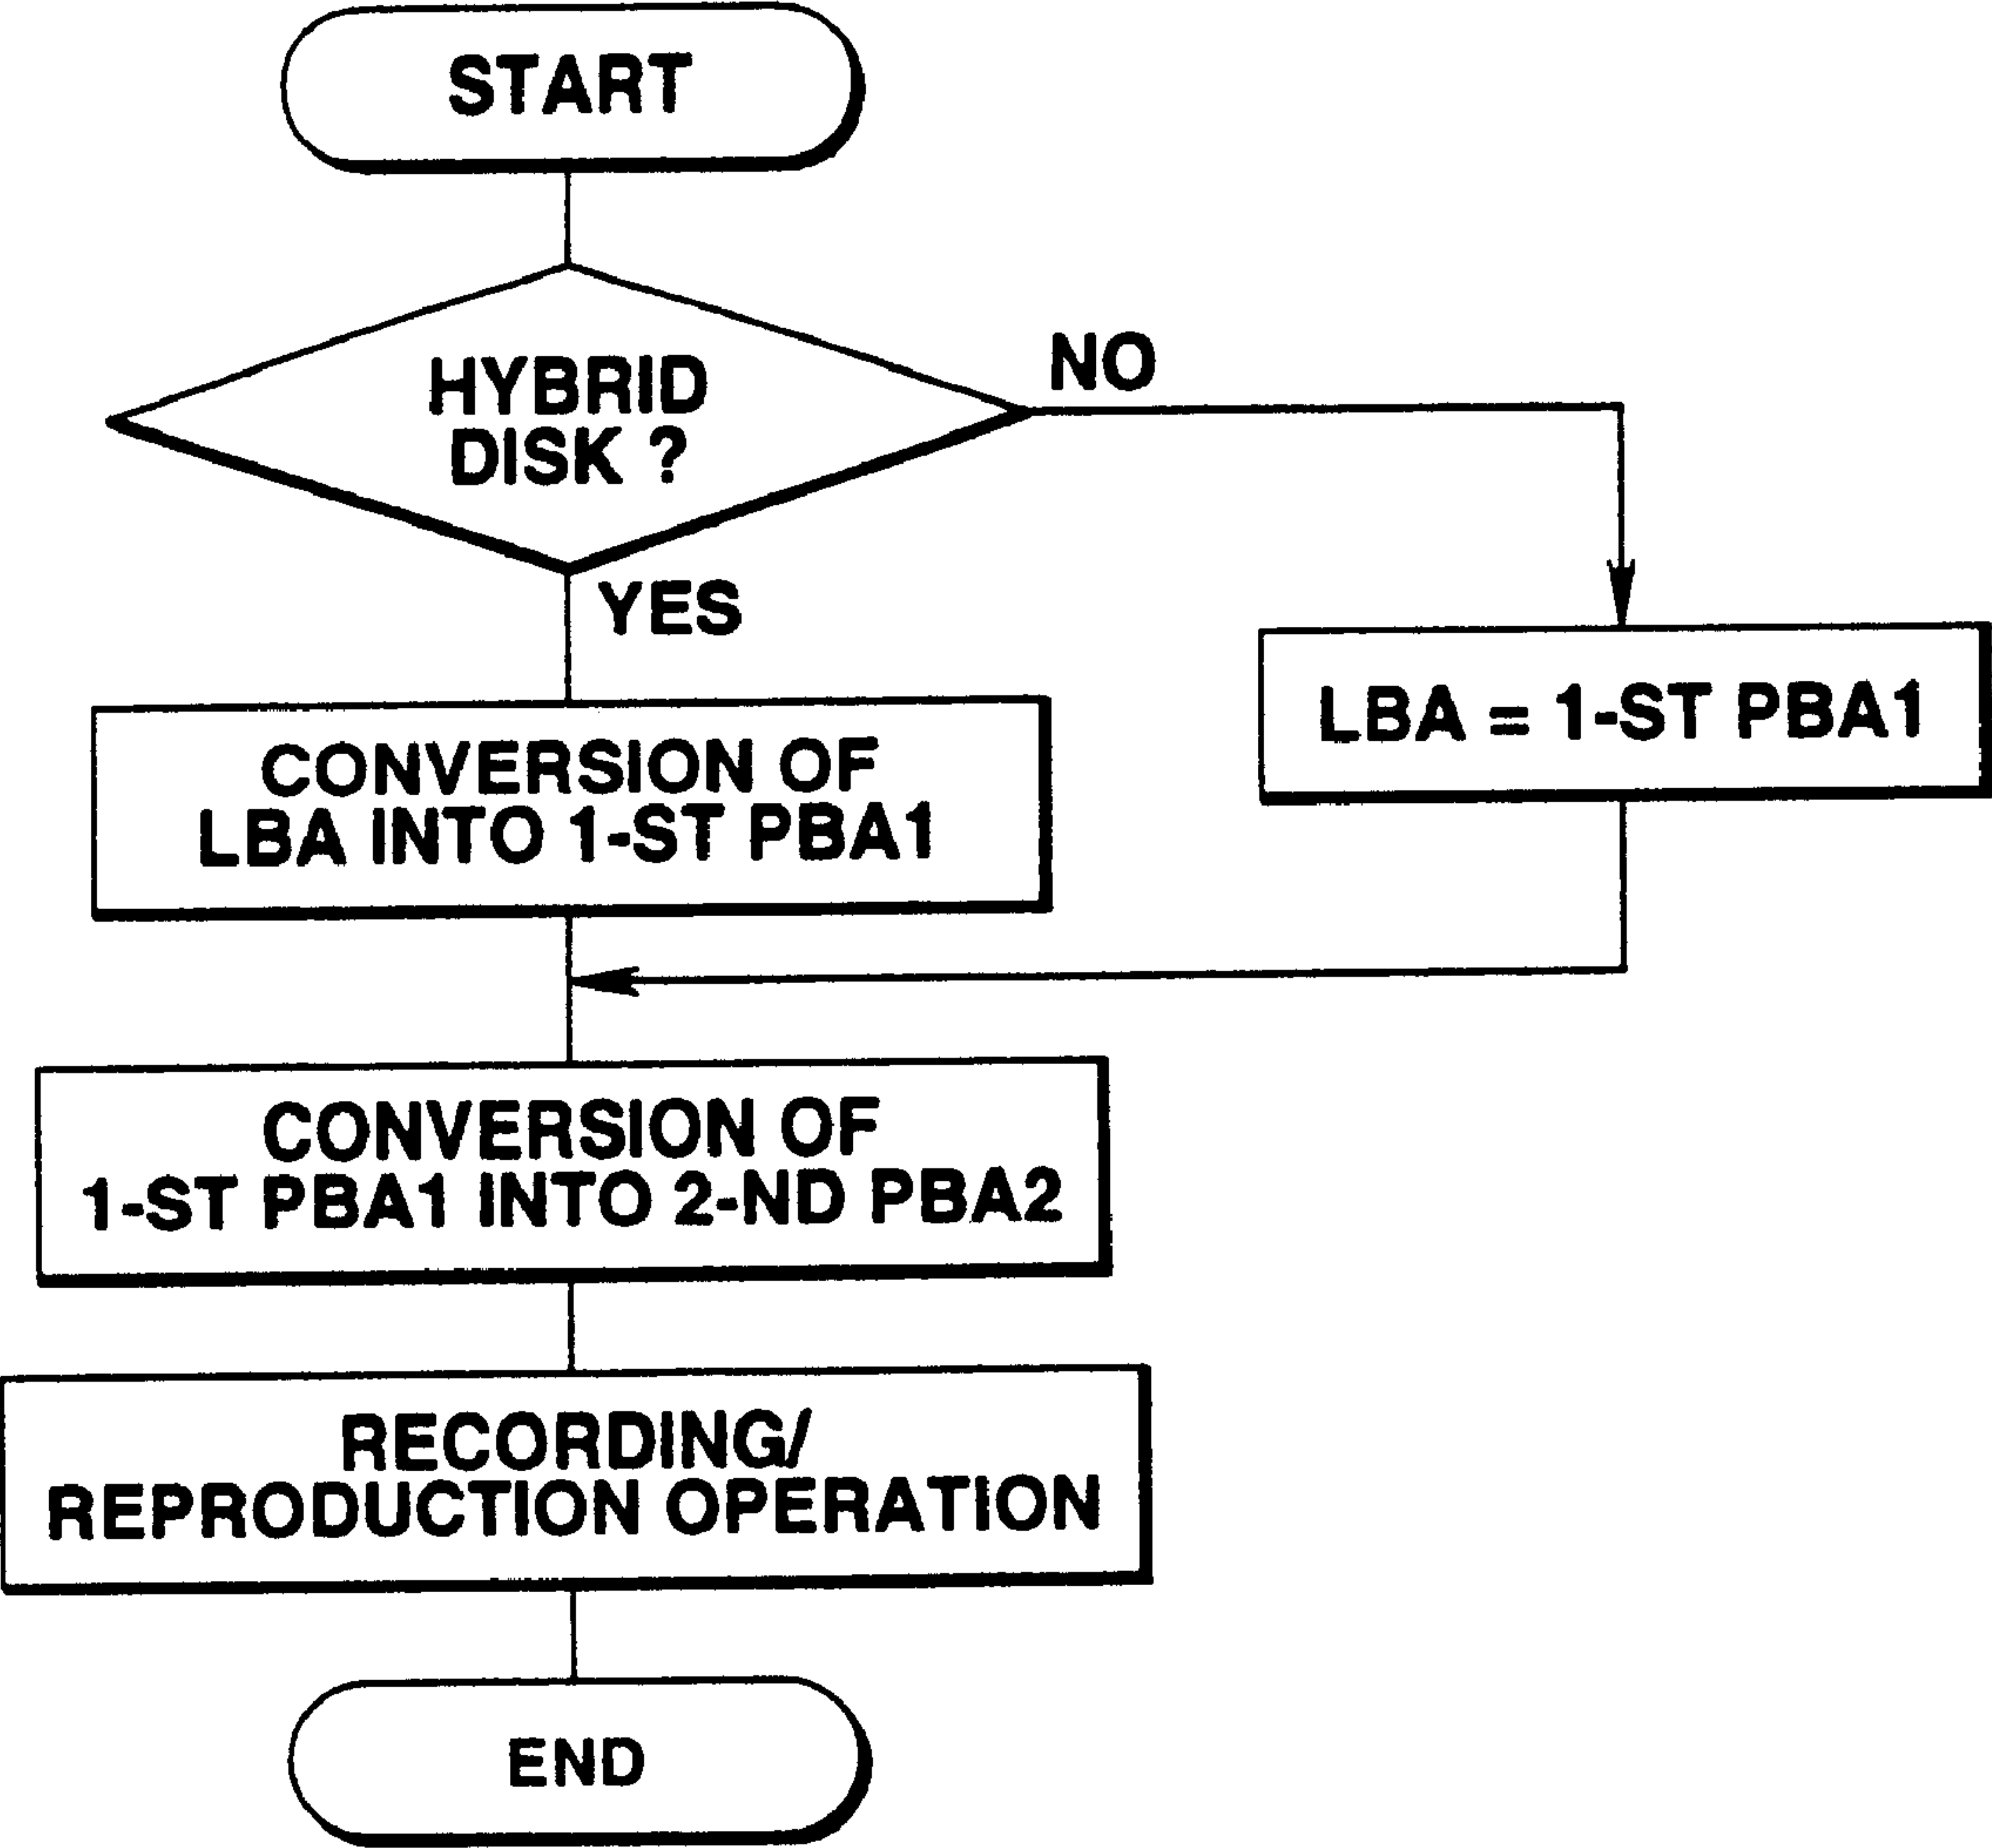 START
HYBRID
DISK ?
NO
YES
LBA = 1-ST PBA1
CONVERSION OF
LBA INTO 1-ST PBA1
CONVERSION OF
1-ST PBA1 INTO 2-ND PBA2
RECORDING/
REPRODUCTION OPERATION
END